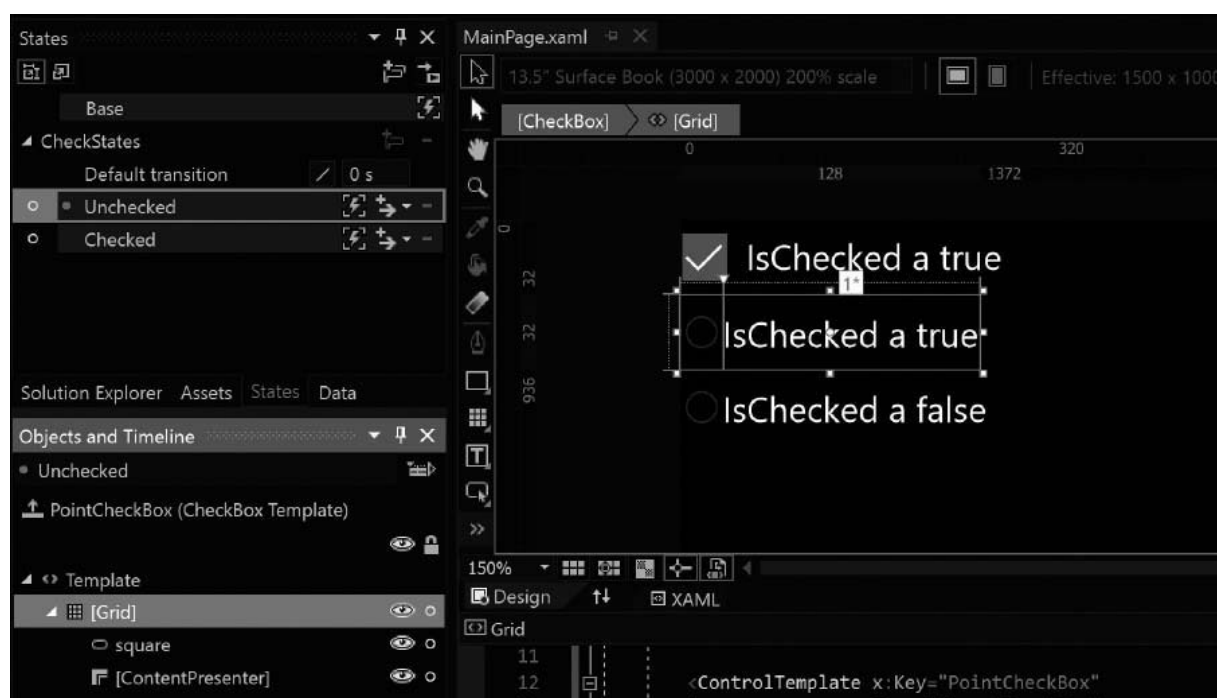 States
Base
CheckStates
Default transition 0 s
Unchecked
Checked
Solution Explorer Assets States Data
Objects and Timeline
Unchecked
PointCheckBox (CheckBox Template)
Template
[Grid]
square
[ContentPresenter]
MainPage.xaml
13.5" Surface Book (3000 x 2000) 200% scale Effective: 1500 x 1000
[CheckBox] [Grid]
0 320
128 1372
0
32
32
936
IsChecked a true
1*
IsChecked a true
IsChecked a false
150%
Design XAML
Grid
11
12 <ControlTemplate x:Key="PointCheckBox"